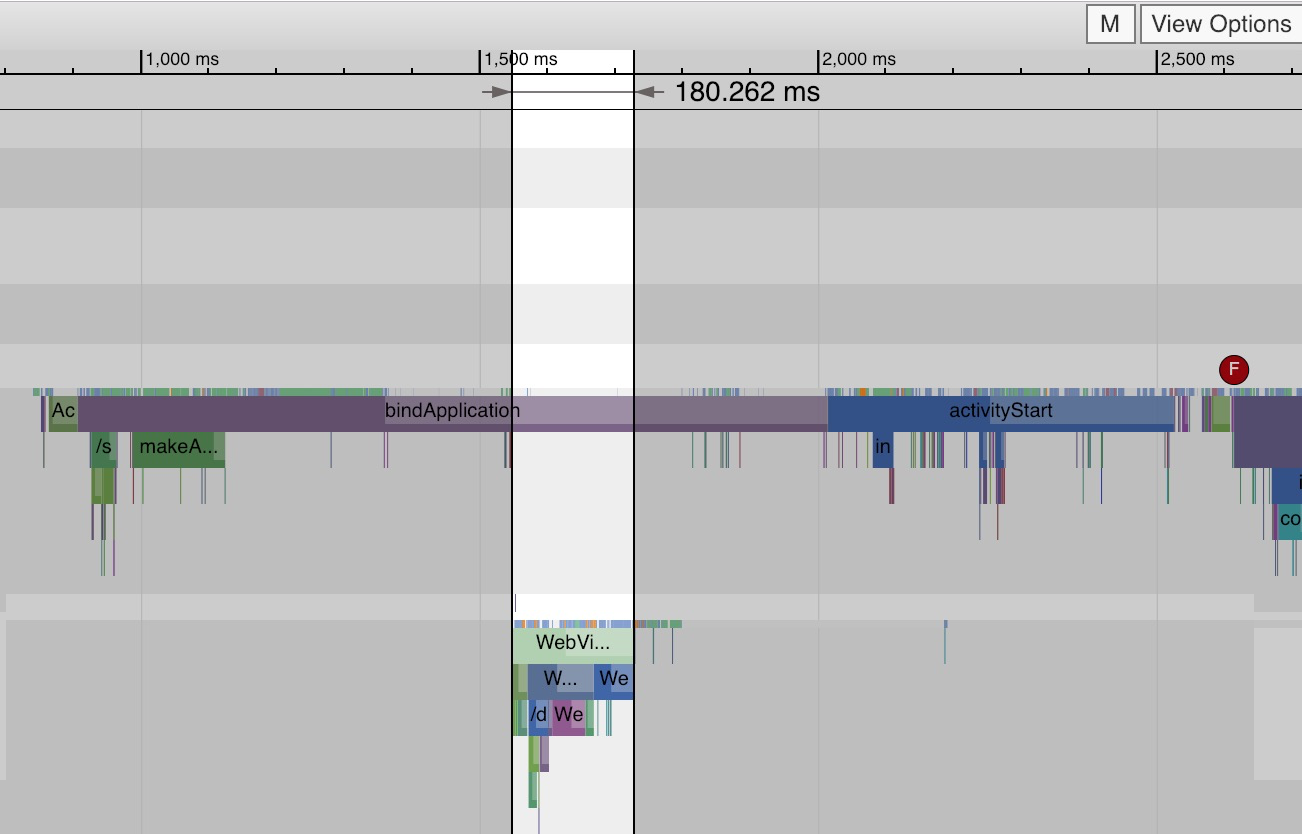 M View Options
1,000 ms 1,500 ms 2,000 ms 2,500 ms
180.262 ms
F
Ac bindApplication activityStart
/s makeA... in
i
co
WebVi...
W... We
/d We